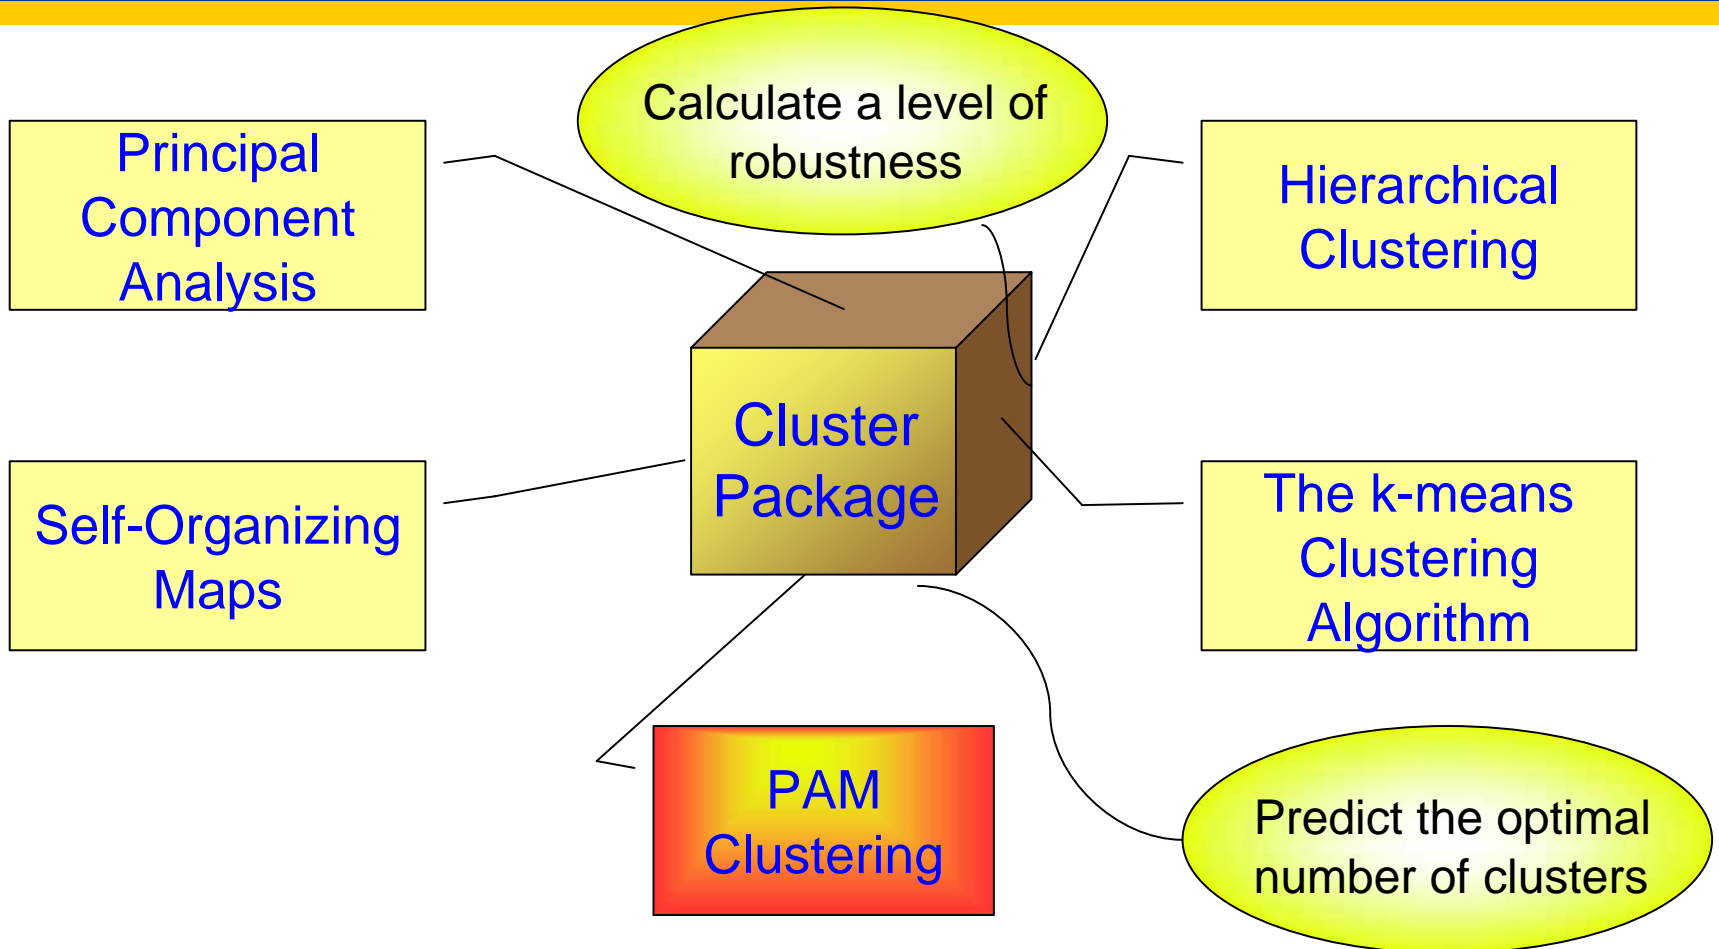 Calculate a level of
robustness
Principal
Component
Analysis
Hierarchical
Clustering
Cluster
Package
Self-Organizing
Maps
The k-means
Clustering
Algorithm
PAM
Clustering
Predict the optimal
number of clusters